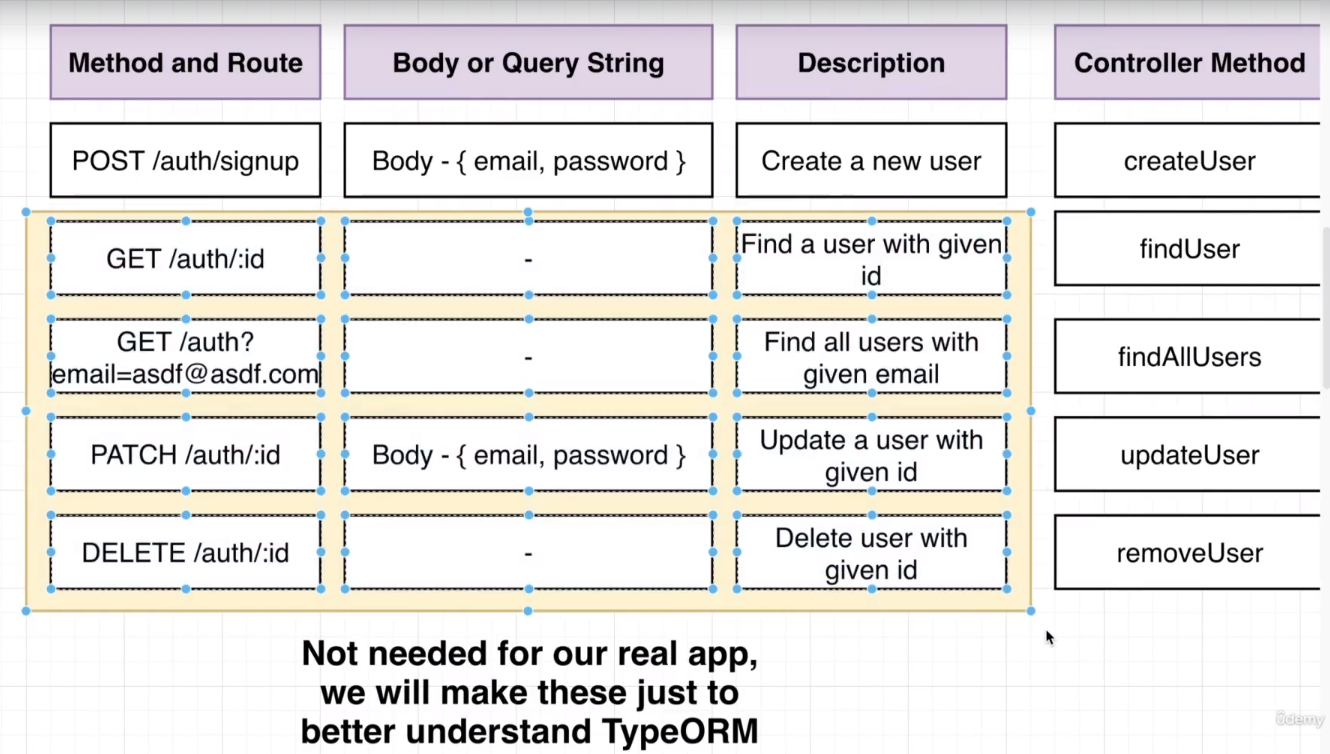 Method and Route
Body or Query String
Description
Controller Method
POST /auth/signup
Body - { email, password }
Create a new user
createUser
GET /auth/:id
-
Find a user with given
id
findUser
GET /auth?
email=asdf@asdf.com
-
Find all users with
given email
findAllUsers
PATCH /auth/:id
Body - { email, password }
Update a user with
given id
updateUser
DELETE /auth/:id
-
Delete user with
given id
removeUser
Not needed for our real app,
we will make these just to
better understand TypeORM
ûdemy